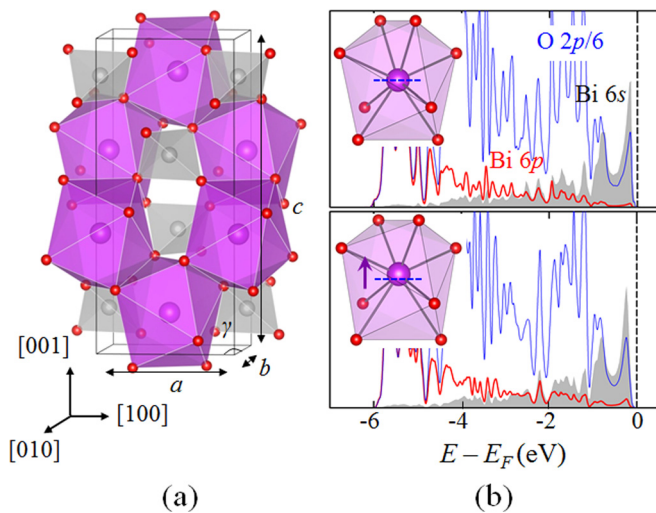 c
γ
b
a
[001]
[100]
[010]
(a)
O 2p/6
Bi 6s
Bi 6p
-6
-4
-2
0
E – E_F (eV)
(b)